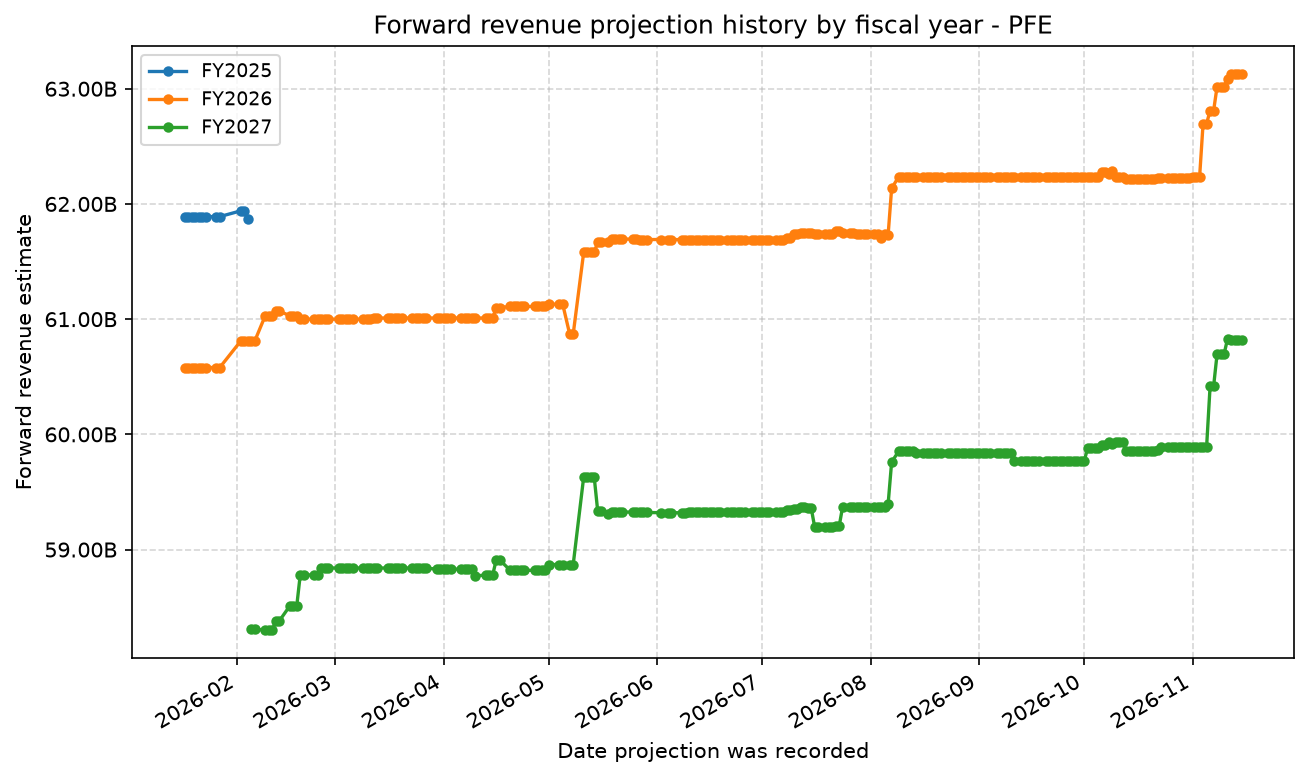 Forward revenue projection history by fiscal year - PFE
FY2025
FY2026
FY2027
Forward revenue estimate
63.00B
62.00B
61.00B
60.00B
59.00B
2026-02
2026-03
2026-04
2026-05
2026-06
2026-07
2026-08
2026-09
2026-10
2026-11
Date projection was recorded